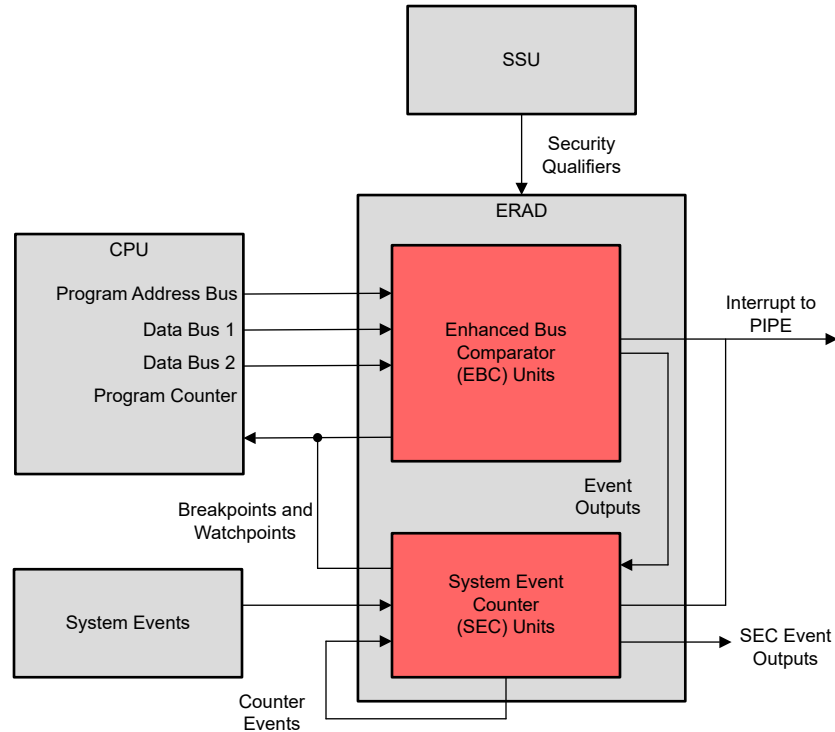 SSU
Security
Qualifiers
ERAD
CPU
Program Address Bus
Data Bus 1
Data Bus 2
Program Counter
Enhanced Bus
Comparator
(EBC) Units
Interrupt to
PIPE
Breakpoints and
Watchpoints
Event
Outputs
System Events
System Event
Counter
(SEC) Units
SEC Event
Outputs
Counter
Events